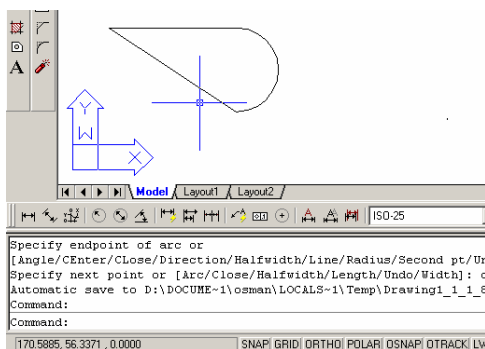 A
Y
W
X
Model Layout1 Layout2
ISO-25
Specify endpoint of arc or
[Angle/CEnter/CLose/Direction/Halfwidth/Line/Radius/Second pt/Un
Specify next point or [Arc/Close/Halfwidth/Length/Undo/Width]: c
Automatic save to D:\DOCUME~1\osman\LOCALS~1\Temp\Drawing1_1_1_8
Command:
Command:
170.5885, 56.3371 , 0.0000 SNAP GRID ORTHO POLAR OSNAP OTRACK LW